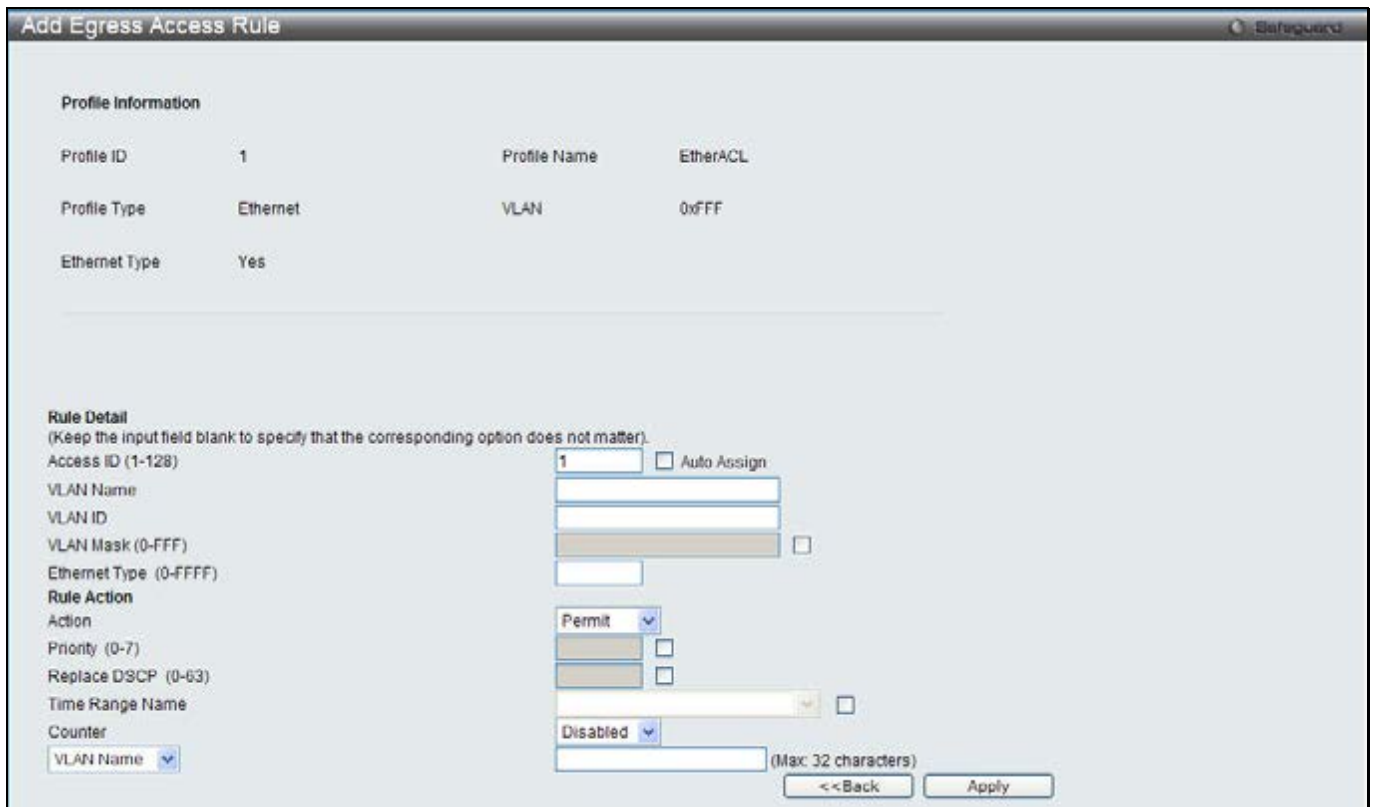 Add Egress Access Rule
Safeguard
Profile Information
Profile ID 1 Profile Name EtherACL
Profile Type Ethernet VLAN 0xFFF
Ethernet Type Yes
Rule Detail
(Keep the input field blank to specify that the corresponding option does not matter).
Access ID (1-128) 1 Auto Assign
VLAN Name
VLAN ID
VLAN Mask (0-FFF)
Ethernet Type (0-FFFF)
Rule Action
Action Permit
Priority (0-7)
Replace DSCP (0-63)
Time Range Name
Counter Disabled
VLAN Name (Max: 32 characters)
<<Back Apply